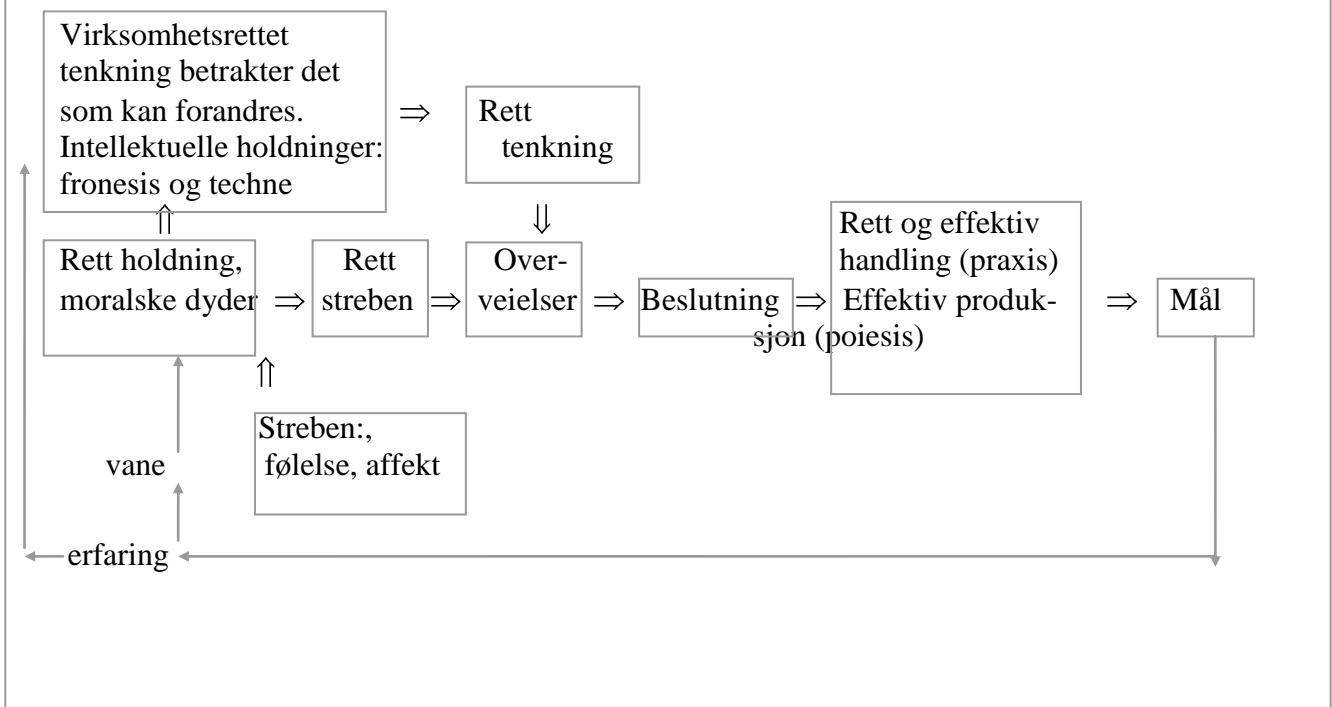 Virksomhetsrettet
tenkning betrakter det
som kan forandres.
Intellektuelle holdninger:
fronesis og techne
⇒
Rett
tenkning
⇑
⇓
Rett holdning,
moralske dyder
⇒
Rett
streben
⇒
Over-
veielser
⇒
Beslutning
⇒
Rett og effektiv
handling (praxis)
Effektiv produk-
sjon (poiesis)
⇒
Mål
⇑
Streben:,
følelse, affekt
vane
erfaring